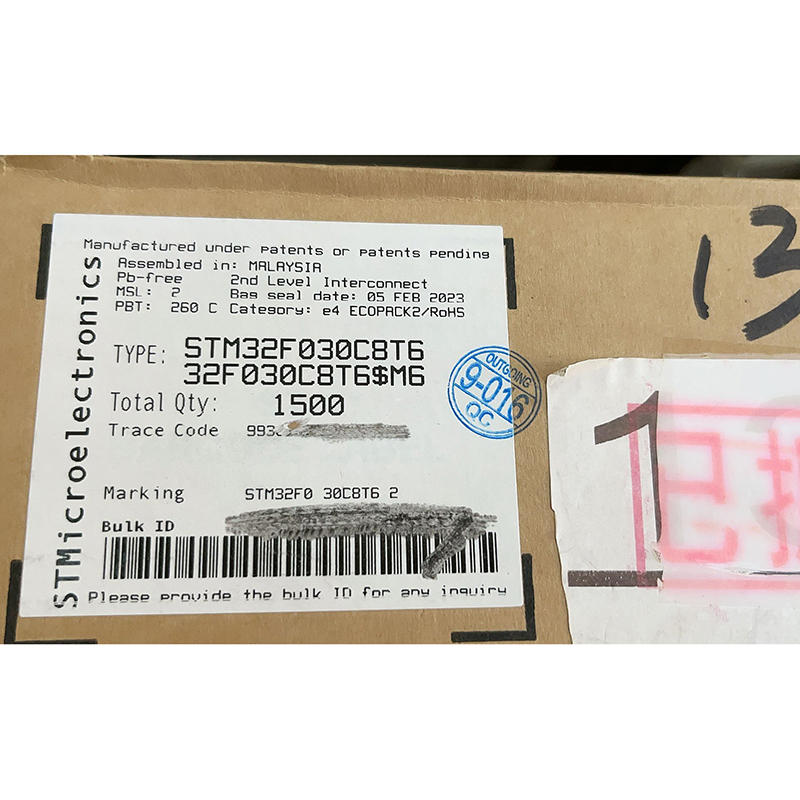 Manufactured under patents or patents pending
Assembled in: MALAYSIA
Pb-free 2nd Level Interconnect
MSL: 2 Bag seal date: 05 FEB 2023
PBT: 260 C Category: e4 ECOPACK2/RoHS
STMicroelectronics
TYPE: STM32F030C8T6
32F030C8T6$M6
Total Qty: 1500
Trace Code 993
OUTGOING
9-016
QC
Marking STM32F0 30C8T6 2
Bulk ID
Please provide the bulk ID for any inquiry
13
1
已